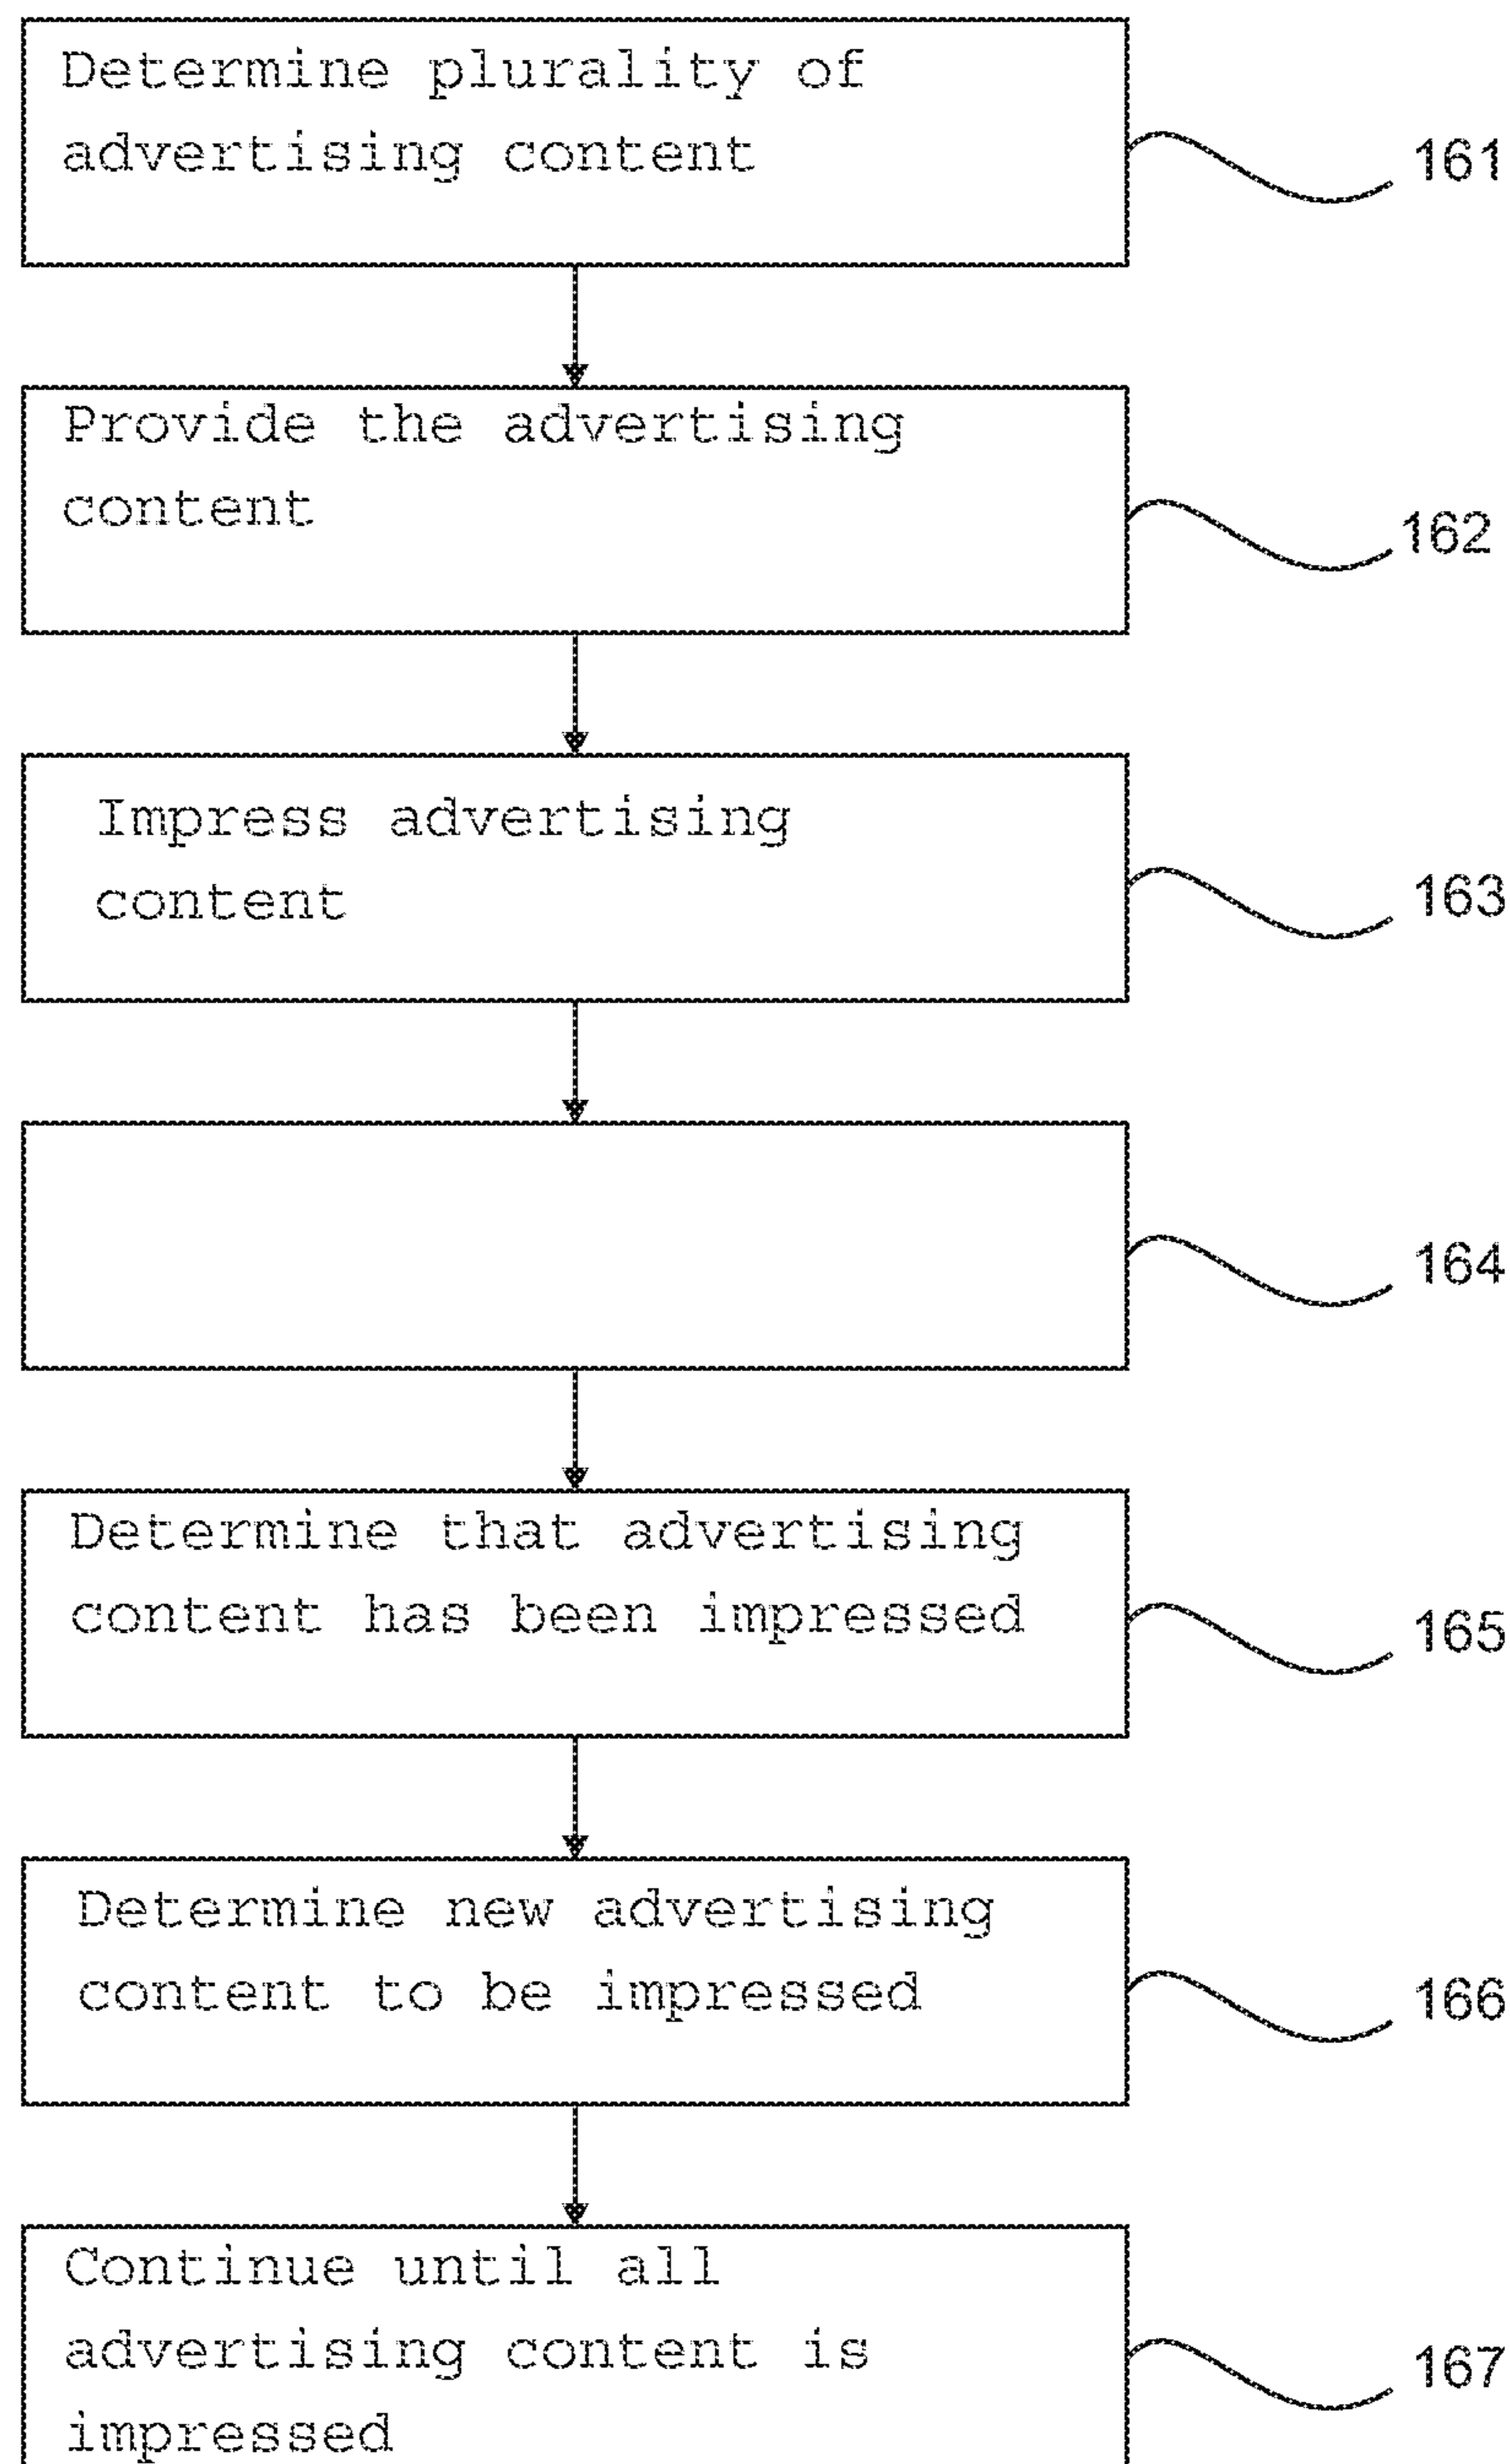 Determine plurality of
advertising content
161
Provide the advertising
content
162
Impress advertising
content
163
164
Determine that advertising
content has been impressed
165
Determine new advertising
content to be impressed
166
Continue until all
advertising content is
impressed
167